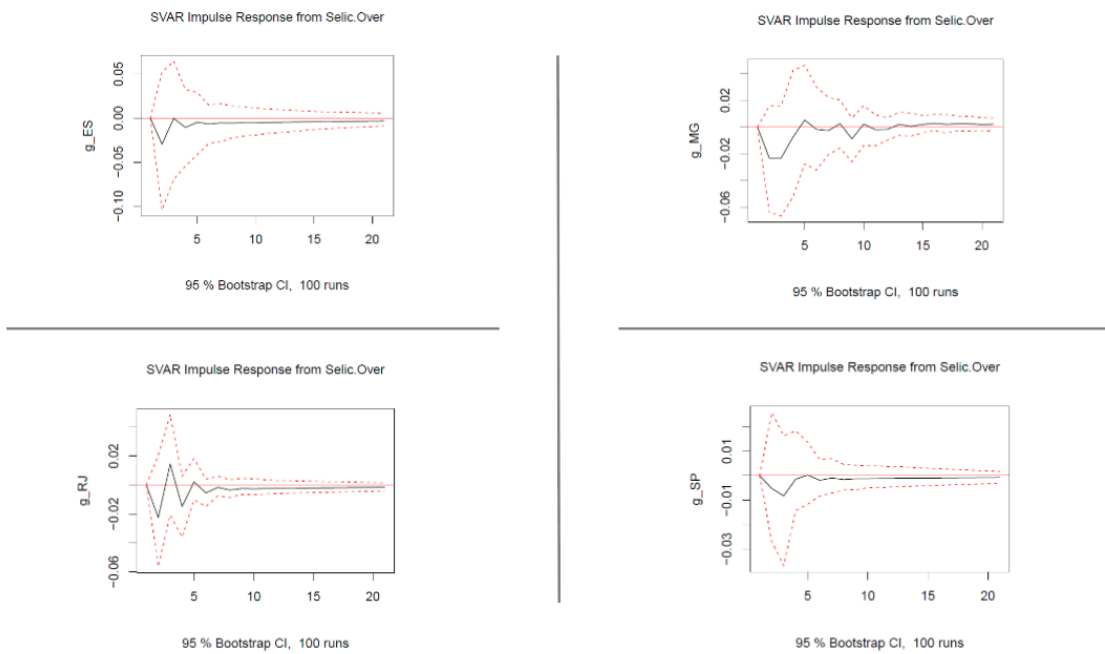 SVAR Impulse Response from Selic.Over
g_ES
0.05
0.00
−0.05
−0.10
5 10 15 20
95 % Bootstrap CI, 100 runs
SVAR Impulse Response from Selic.Over
g_MG
0.02
−0.02
−0.06
5 10 15 20
95 % Bootstrap CI, 100 runs
SVAR Impulse Response from Selic.Over
g_RJ
0.02
−0.02
−0.06
5 10 15 20
95 % Bootstrap CI, 100 runs
SVAR Impulse Response from Selic.Over
g_SP
0.01
−0.01
−0.03
5 10 15 20
95 % Bootstrap CI, 100 runs